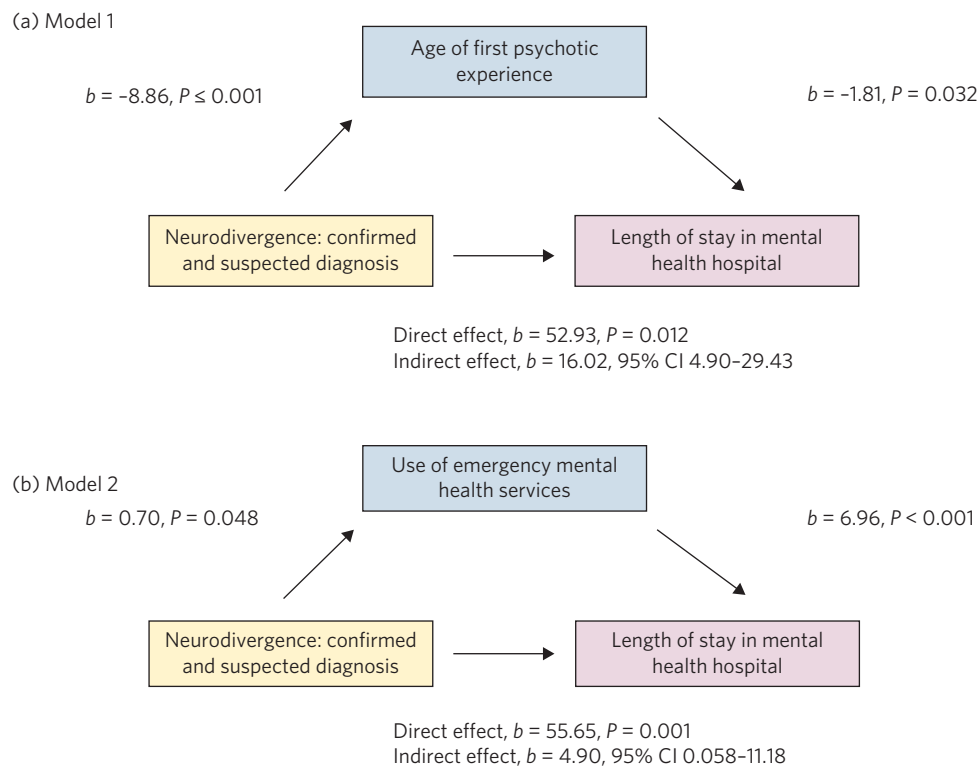 (a) Model 1
Age of first psychotic
experience
b = –8.86, P ≤ 0.001
b = –1.81, P = 0.032
Neurodivergence: confirmed
and suspected diagnosis
Length of stay in mental
health hospital
Direct effect, b = 52.93, P = 0.012
Indirect effect, b = 16.02, 95% CI 4.90–29.43
(b) Model 2
Use of emergency mental
health services
b = 0.70, P = 0.048
b = 6.96, P < 0.001
Neurodivergence: confirmed
and suspected diagnosis
Length of stay in mental
health hospital
Direct effect, b = 55.65, P = 0.001
Indirect effect, b = 4.90, 95% CI 0.058–11.18